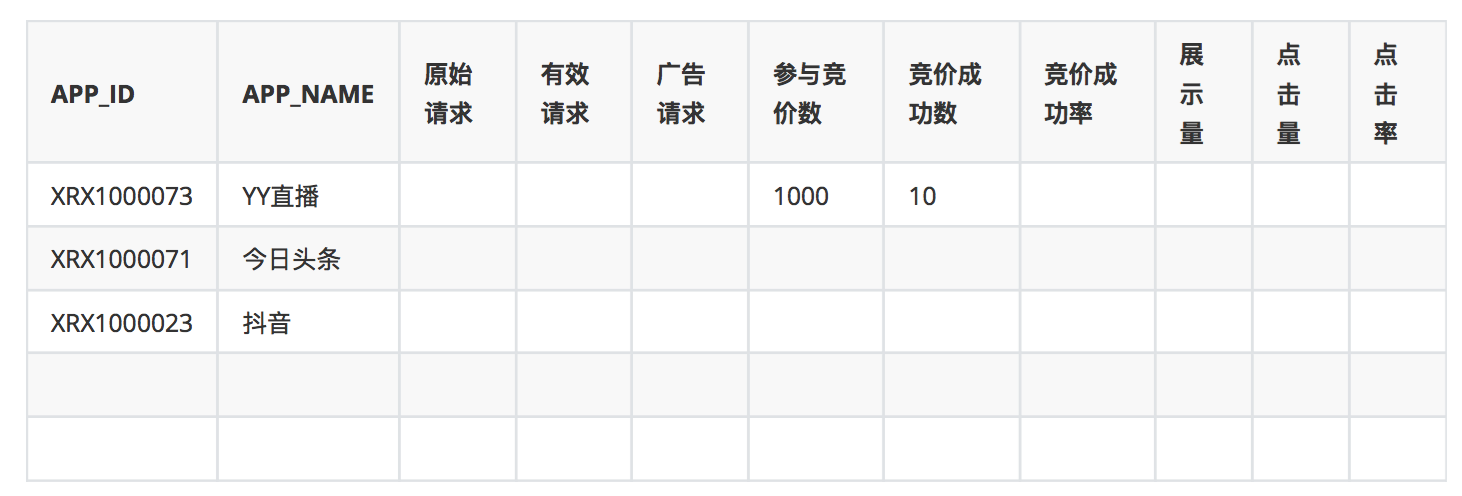 APP_ID APP_NAME 原始请求 有效请求 广告请求 参与竞价数 竞价成功数 竞价成功率 展示量 点击量 点击率
XRX1000073 YY直播 1000 10
XRX1000071 今日头条
XRX1000023 抖音